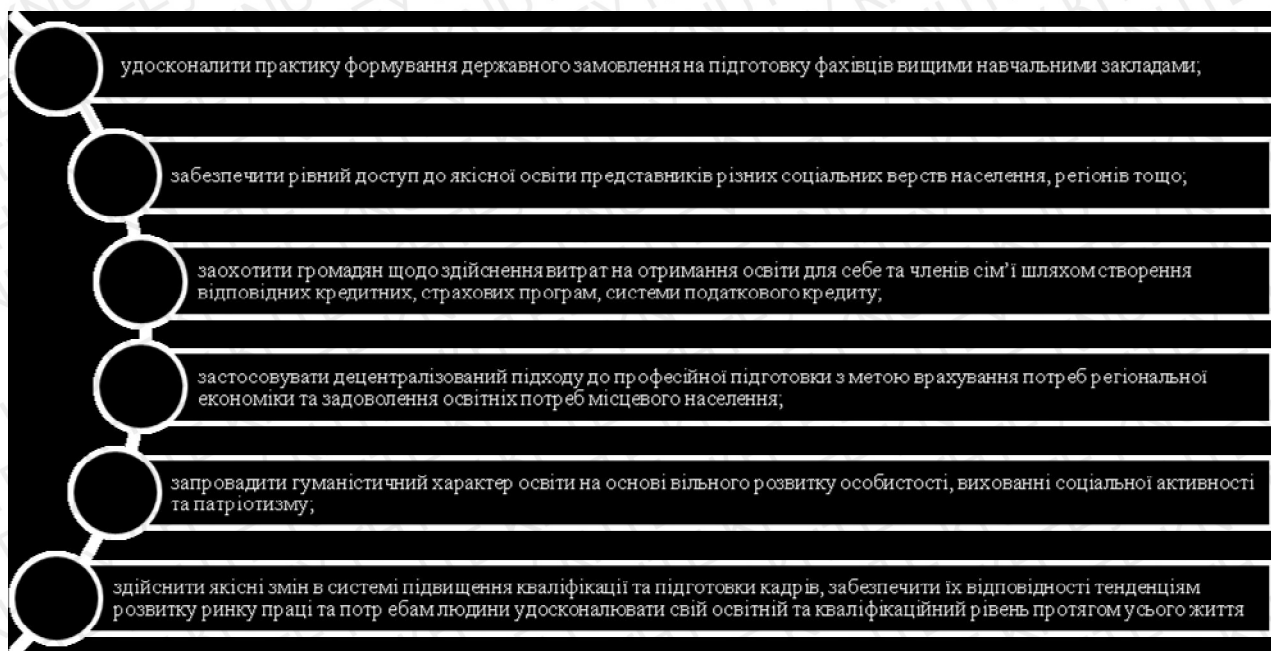 удосконалити практику формування державного замовлення на підготовку фахівців вищими навчальними закладами;
забезпечити рівний доступ до якісної освіти представників різних соціальних верств населення, регіонів тощо;
заохотити громадян щодо здійснення витрат на отримання освіти для себе та членів сім’ї шляхом створення
відповідних кредитних, страхових програм, системи податкового кредиту;
застосовувати децентралізований підходу до професійної підготовки з метою врахування потреб регіональної
економіки та задоволення освітніх потреб місцевого населення;
запровадити гуманістичний характер освіти на основі вільного розвитку особистості, вихованні соціальної активності
та патріотизму;
здійснити якісні змін в системі підвищення кваліфікації та підготовки кадрів, забезпечити їх відповідності тенденціям
розвитку ринку праці та потр ебам людини удосконалювати свій освітній та кваліфікаційний рівень протягом усього життя